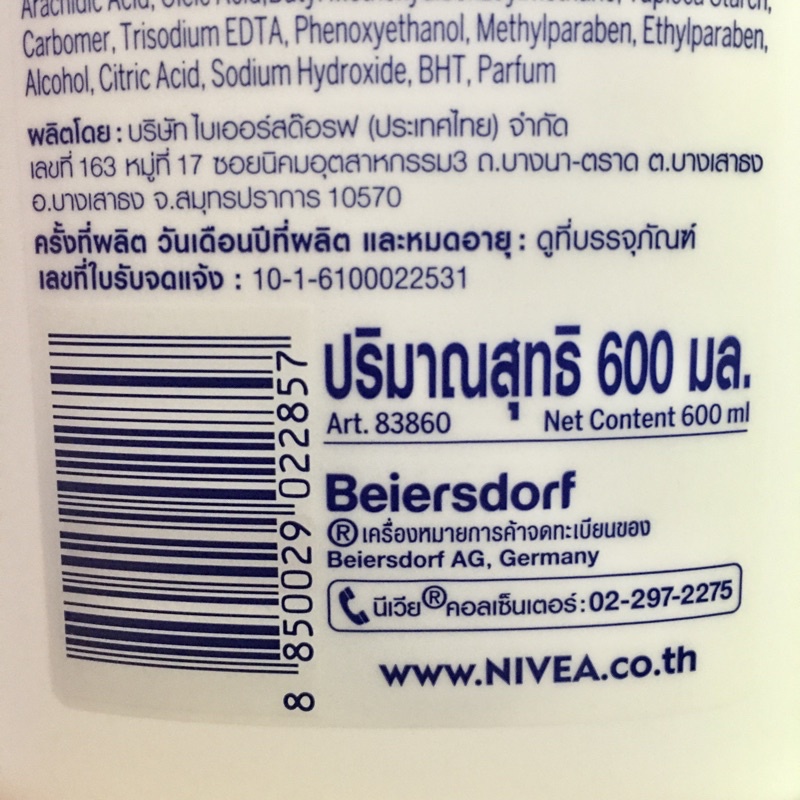 Arachidic Acid, Oleic Acid,
Carbomer, Trisodium EDTA, Phenoxyethanol, Methylparaben, Ethylparaben,
Alcohol, Citric Acid, Sodium Hydroxide, BHT, Parfum
ผลิตโดย : บริษัท ไบเออร์สด๊อรฟ (ประเทศไทย) จำกัด
เลขที่ 163 หมู่ที่ 17 ซอยนิคมอุตสาหกรรม3 ถ.บางนา-ตราด ต.บางเสาธง
อ.บางเสาธง จ.สมุทรปราการ 10570
ครั้งที่ผลิต วันเดือนปีที่ผลิต และหมดอายุ : ดูที่บรรจุภัณฑ์
เลขที่ใบรับจดแจ้ง : 10-1-6100022531
8 850029 022857
ปริมาณสุทธิ 600 มล.
Art. 83860 Net Content 600 ml
Beiersdorf
® เครื่องหมายการค้าจดทะเบียนของ
Beiersdorf AG, Germany
นีเวีย®คอลเซ็นเตอร์ : 02-297-2275
www.NIVEA.co.th